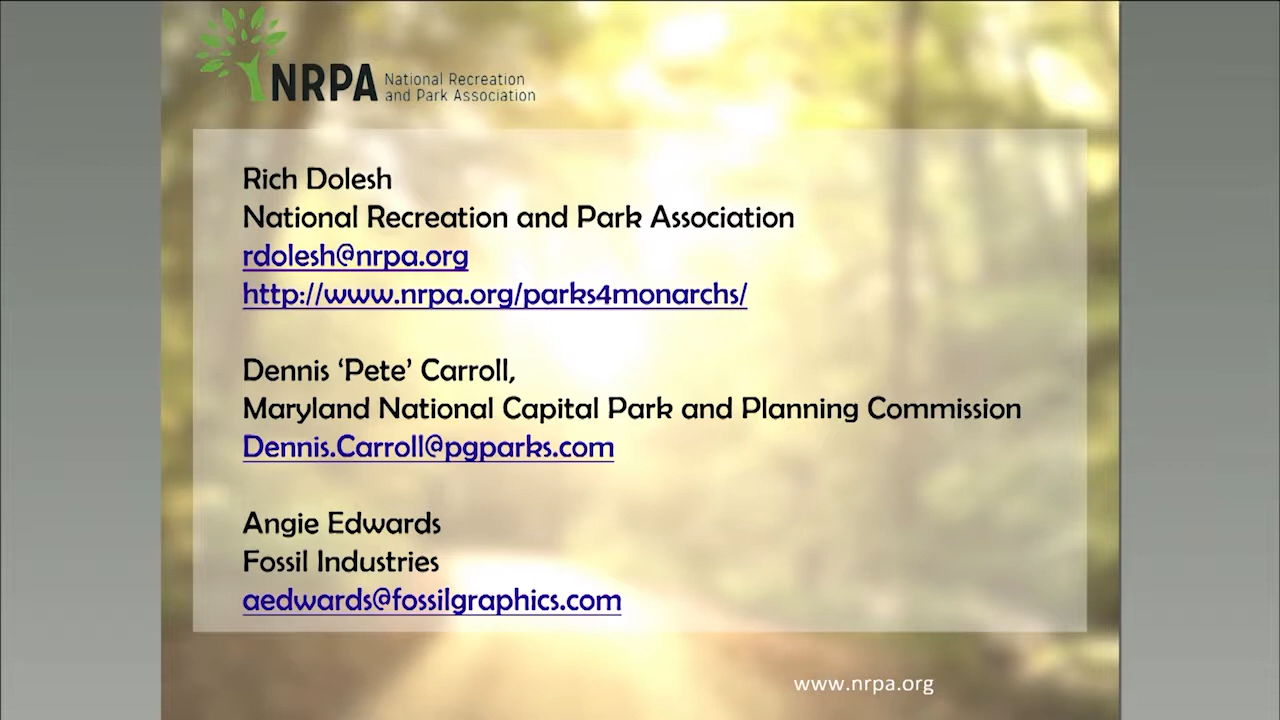 NRPA National Recreation
and Park Association
Rich Dolesh
National Recreation and Park Association
rdolesh@nrpa.org
http://www.nrpa.org/parks4monarchs/
Dennis ‘Pete’ Carroll,
Maryland National Capital Park and Planning Commission
Dennis.Carroll@pgparks.com
Angie Edwards
Fossil Industries
aedwards@fossilgraphics.com
www.nrpa.org